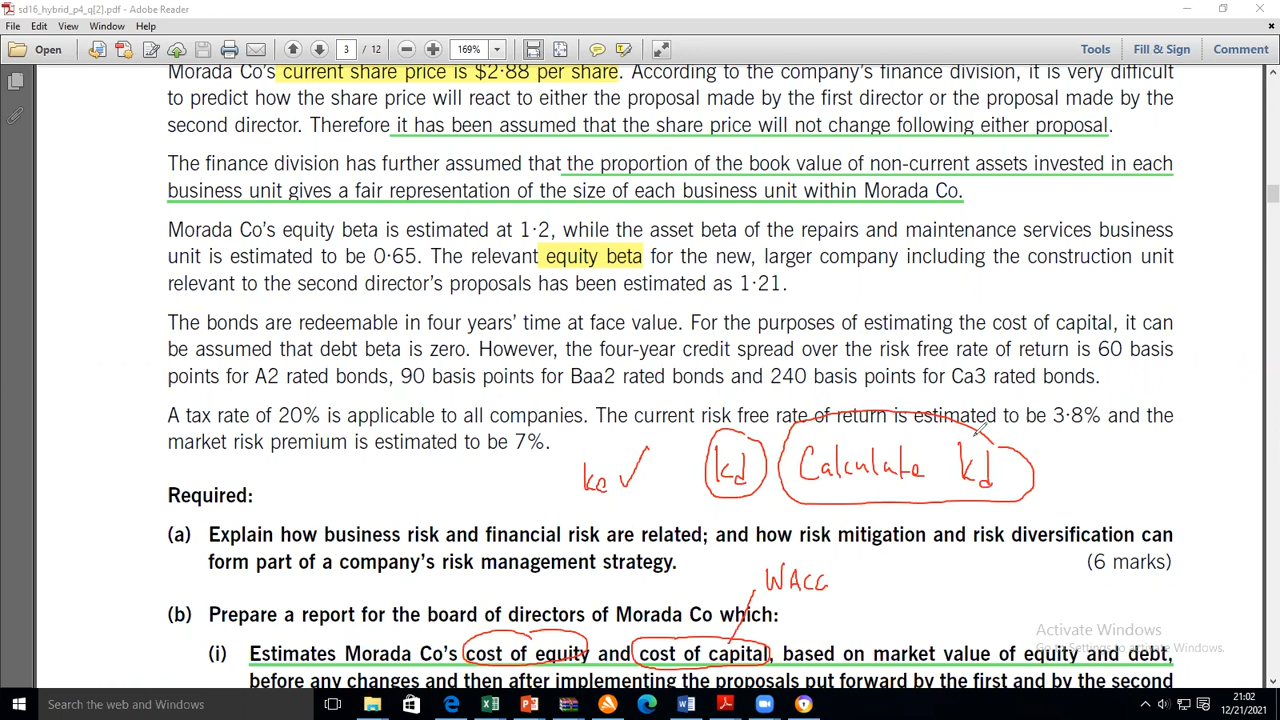 sd16_hybrid_p4_q[2].pdf - Adobe Reader
File Edit View Window Help
Open 3 / 12 169% Tools Fill & Sign Comment
Morada Co's current share price is $2·88 per share. According to the company's finance division, it is very difficult
to predict how the share price will react to either the proposal made by the first director or the proposal made by the
second director. Therefore it has been assumed that the share price will not change following either proposal.
The finance division has further assumed that the proportion of the book value of non-current assets invested in each
business unit gives a fair representation of the size of each business unit within Morada Co.
Morada Co's equity beta is estimated at 1·2, while the asset beta of the repairs and maintenance services business
unit is estimated to be 0·65. The relevant equity beta for the new, larger company including the construction unit
relevant to the second director's proposals has been estimated as 1·21.
The bonds are redeemable in four years' time at face value. For the purposes of estimating the cost of capital, it can
be assumed that debt beta is zero. However, the four-year credit spread over the risk free rate of return is 60 basis
points for A2 rated bonds, 90 basis points for Baa2 rated bonds and 240 basis points for Ca3 rated bonds.
A tax rate of 20% is applicable to all companies. The current risk free rate of return is estimated to be 3·8% and the
market risk premium is estimated to be 7%.
ke ✓ kd Calculate kd
Required:
(a) Explain how business risk and financial risk are related; and how risk mitigation and risk diversification can
form part of a company's risk management strategy. (6 marks)
WACC
(b) Prepare a report for the board of directors of Morada Co which:
(i) Estimates Morada Co's cost of equity and cost of capital, based on market value of equity and debt,
before any changes and then after implementing the proposals put forward by the first and by the second
Activate Windows
Go to Settings to activate Windows.
Search the web and Windows
21:02
12/21/2021